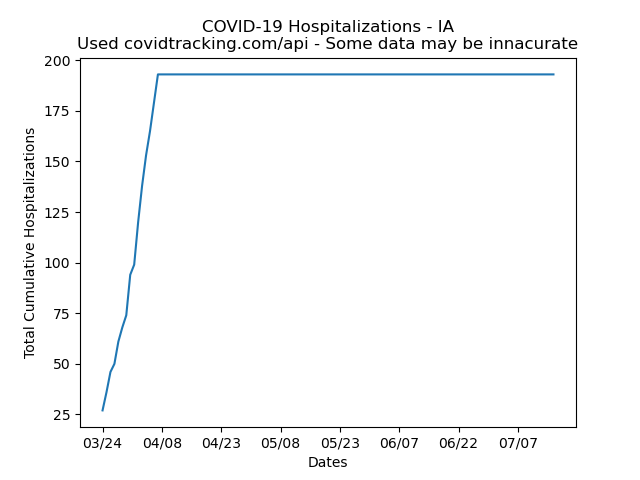 COVID-19 Hospitalizations - IA
Used covidtracking.com/api - Some data may be innacurate
200
175
150
125
100
75
50
25
Total Cumulative Hospitalizations
03/24 04/08 04/23 05/08 05/23 06/07 06/22 07/07
Dates